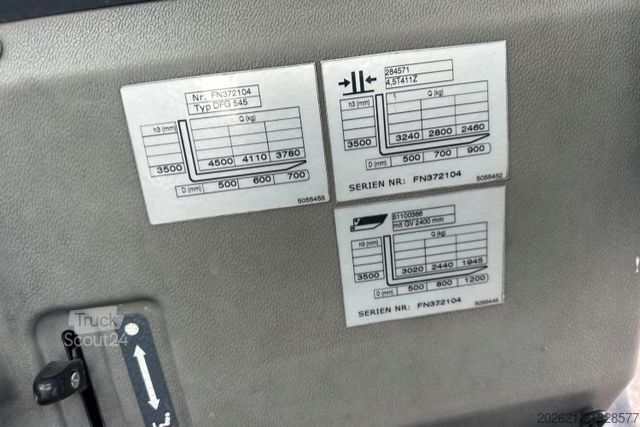 Nr. FN372104
Typ DFG 545
h3 (mm) Q (kg)
3500 4500 4110 3780
D (mm) 500 600 700
5055455
284571
4,5T411Z
h3 (mm) Q (kg)
3500 3240 2800 2460
D (mm) 500 700 900
SERIEN NR: FN372104 5055452
51100366
mit GV 2400 mm
h3 (mm) Q (kg)
3500 3020 2440 1945
D (mm) 500 800 1200
SERIEN NR: FN372104
Truck
Scout24